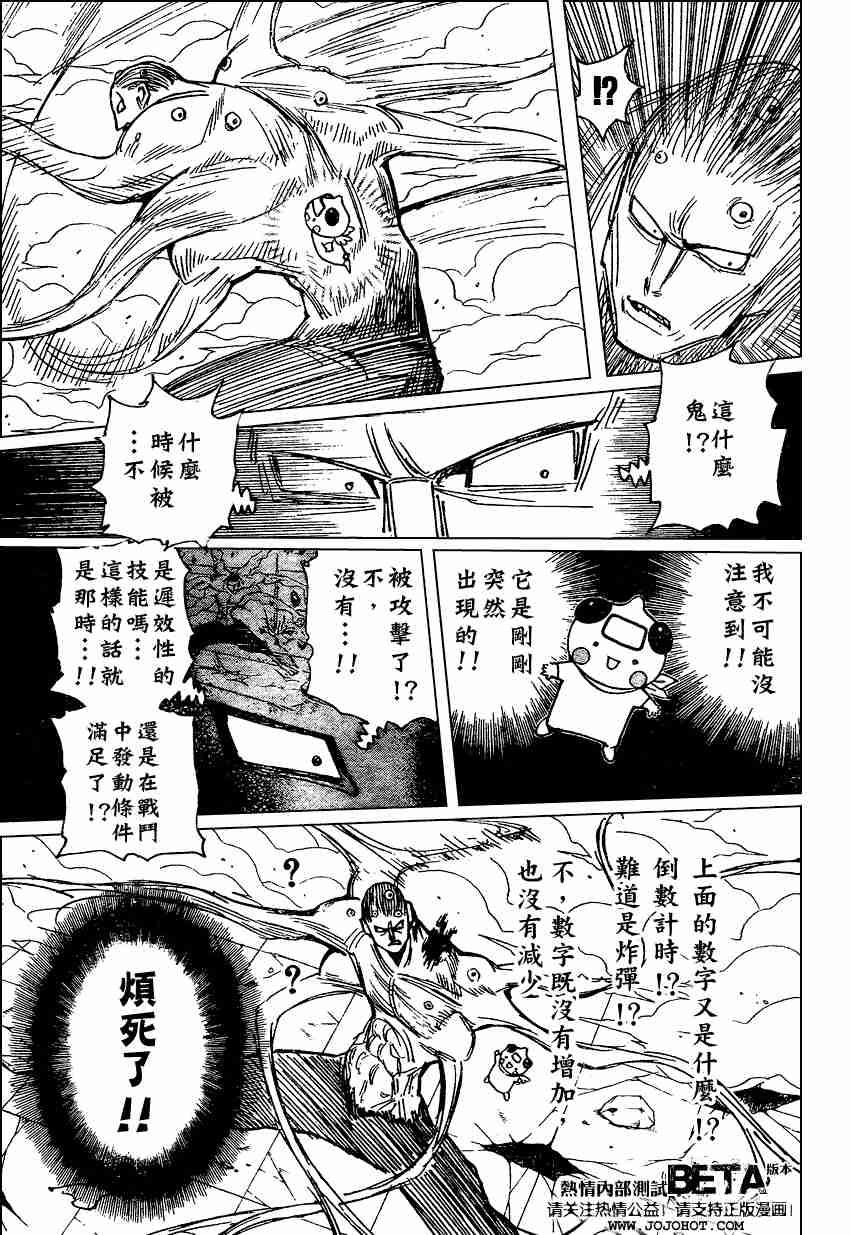 !?
這什麼
鬼!?
什麼
時候被
…不
我不可能沒
注意到!!
它是剛剛
突然
出現的!!
被攻擊了!?
不，
沒有…!!
是遲效性的
技能嗎…
這樣的話就
是那時…!!
還是在戰鬥
中發動條件
滿足了!?
上面的數字又是什麼!?
倒數計時!?
難道是炸彈!?
不，數字既沒有增加，
也沒有减少
?
?
煩死了!!
熱情內部測試BETA版本
请关注热情公益! 请支持正版漫画!
WWW.JOJOHOT.COM